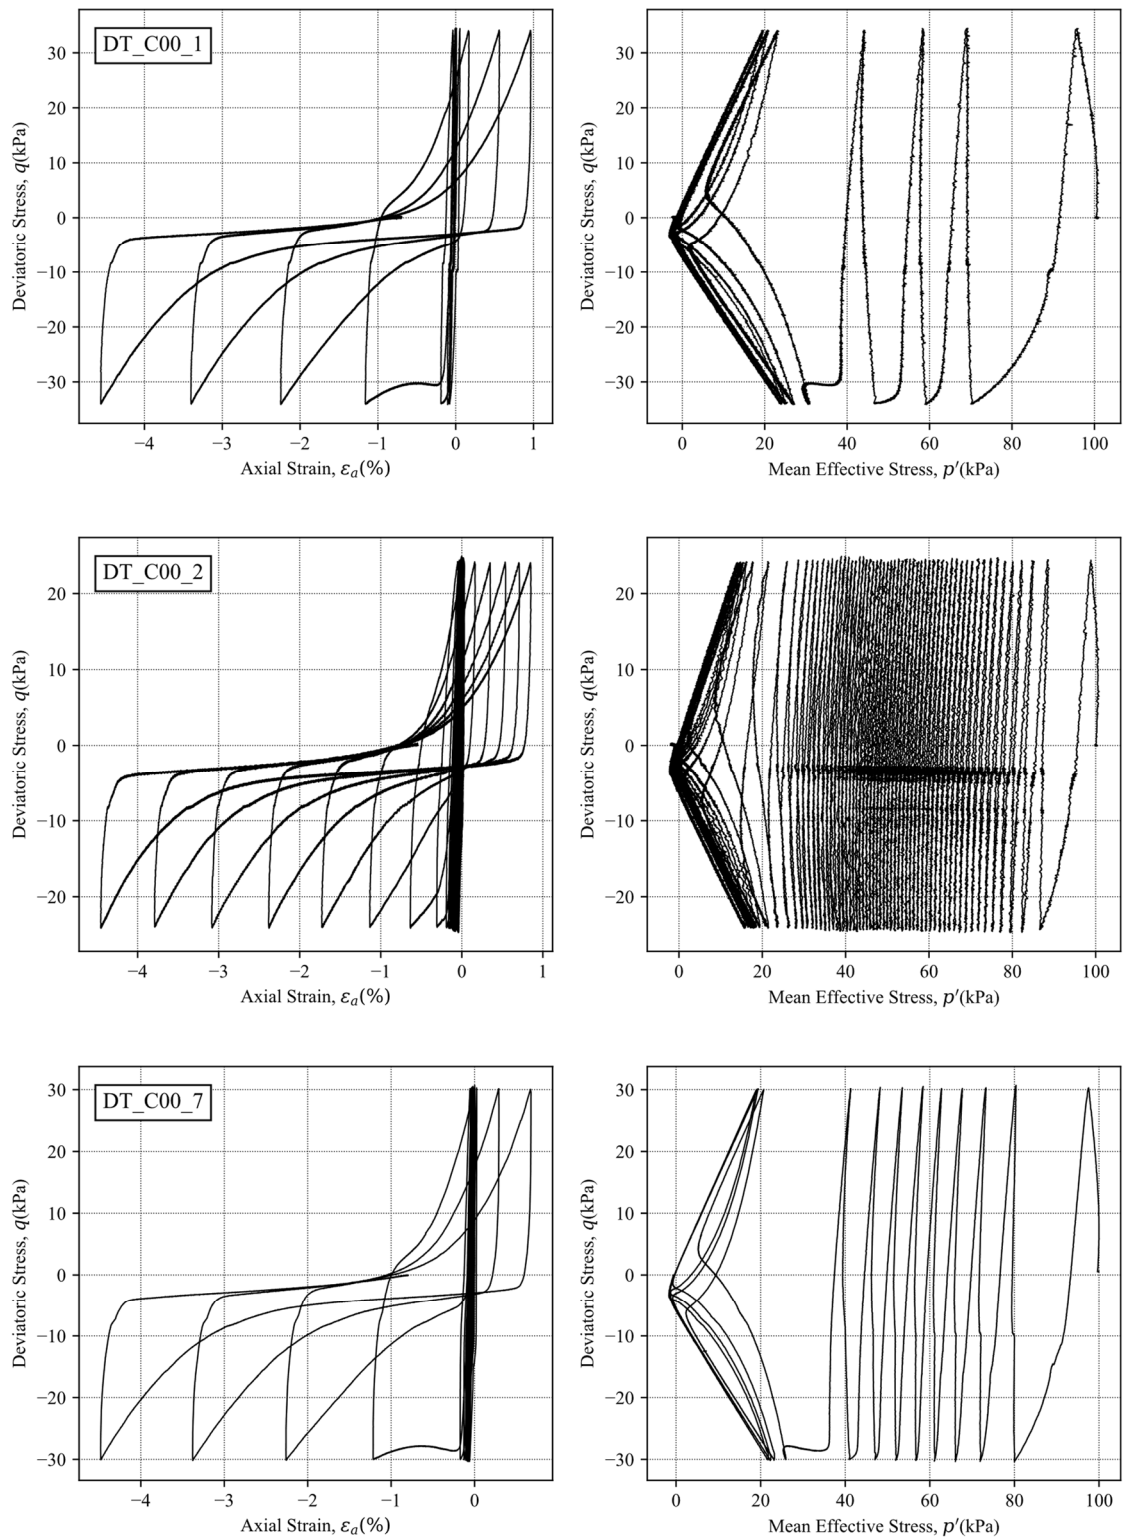 DT_C00_1
Deviatoric Stress, q(kPa)
30
20
10
0
−10
−20
−30
−4 −3 −2 −1 0 1
Axial Strain, εa(%)
Deviatoric Stress, q(kPa)
30
20
10
0
−10
−20
−30
0 20 40 60 80 100
Mean Effective Stress, p′(kPa)
DT_C00_2
Deviatoric Stress, q(kPa)
20
10
0
−10
−20
−4 −3 −2 −1 0 1
Axial Strain, εa(%)
Deviatoric Stress, q(kPa)
20
10
0
−10
−20
0 20 40 60 80 100
Mean Effective Stress, p′(kPa)
DT_C00_7
Deviatoric Stress, q(kPa)
30
20
10
0
−10
−20
−30
−4 −3 −2 −1 0
Axial Strain, εa(%)
Deviatoric Stress, q(kPa)
30
20
10
0
−10
−20
−30
0 20 40 60 80 100
Mean Effective Stress, p′(kPa)